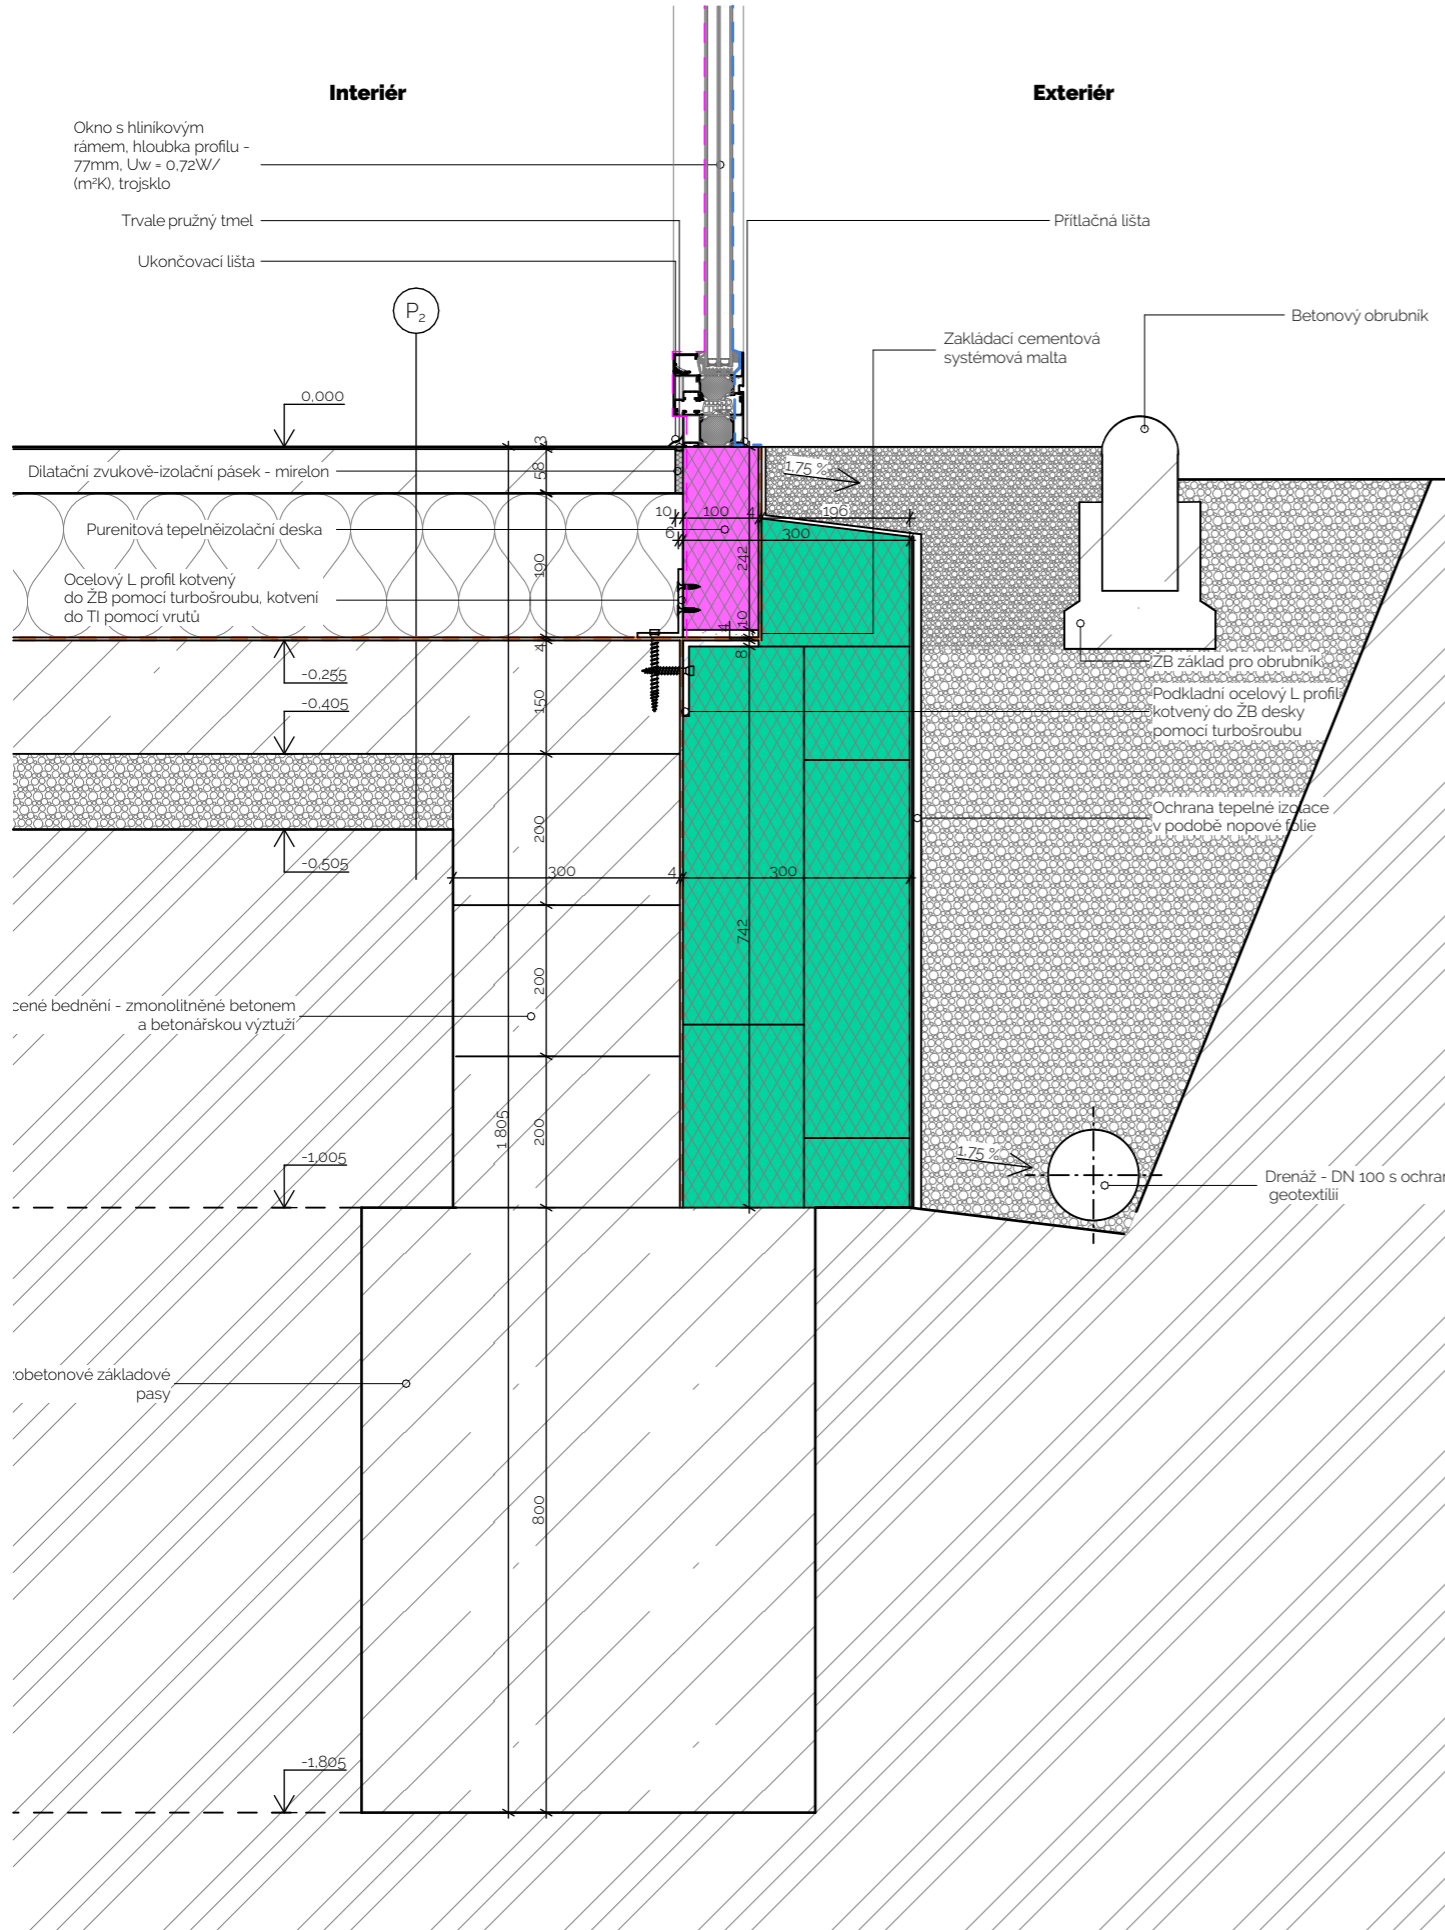 Interiér
Exteriér
Okno s hliníkovým
rámem, hloubka profilu -
77mm, Uw = 0,72W/
(m²K), trojsklo
Trvale pružný tmel
Přítlačná lišta
Ukončovací lišta
P₂
Betonový obrubník
Zakládací cementová
systémová malta
0,000
3
Dilatační zvukově-izolační pásek - mirelon
58
1,75 %
10
100
4
196
Purenitová tepelněizolační deska
6
300
242
190
Ocelový L profil kotvený
do ŽB pomocí turbošroubu, kotvení
do TI pomocí vrutů
10
4
4
8
-0,255
ŽB základ pro obrubník
-0,405
150
Podkladní ocelový L profil
kotvený do ŽB desky
pomocí turbošroubu
Ochrana tepelné izolace
v podobě nopové fólie
200
-0,505
300
4
300
742
200
cené bednění - zmonolitněné betonem
a betonářskou výztuží
1 805
200
-1,005
1,75 %
Drenáž - DN 100 s ochran
geotextílií
zobetonové základové
pasy
800
-1,805